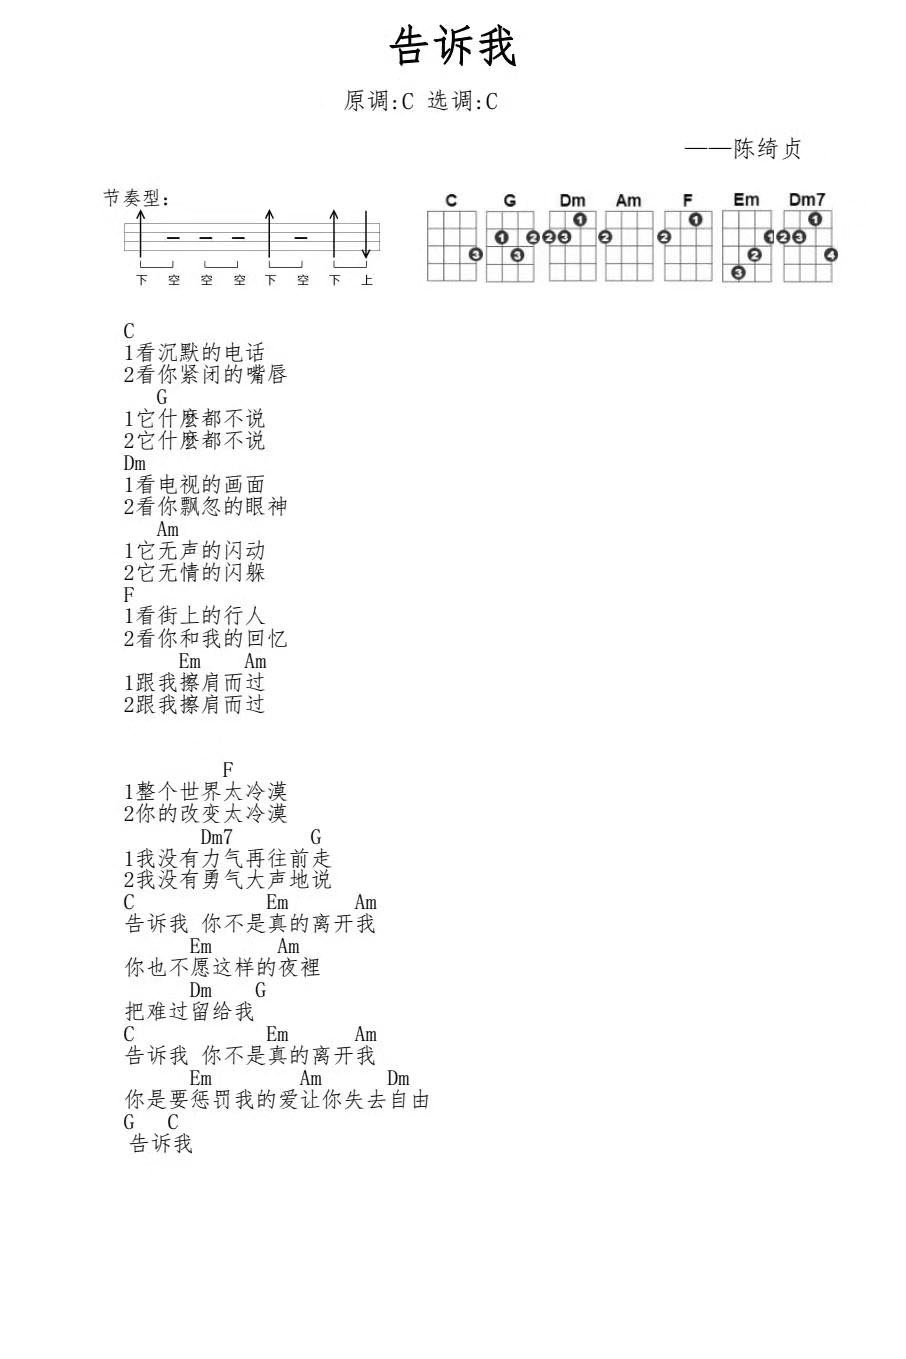 告诉我
原调:C 选调:C
——陈绮贞
节奏型:
下 空 空 空 下 空 下 上
C G Dm Am F Em Dm7
3 1 2 3 2 3 1 2 2 1 1 2 3 2 3 1 4
C
1看沉默的电话
2看你紧闭的嘴唇
G
1它什麼都不说
2它什麼都不说
Dm
1看电视的画面
2看你飘忽的眼神
Am
1它无声的闪动
2它无情的闪躲
F
1看街上的行人
2看你和我的回忆
Em Am
1跟我擦肩而过
2跟我擦肩而过
F
1整个世界太冷漠
2你的改变太冷漠
Dm7 G
1我没有力气再往前走
2我没有勇气大声地说
C Em Am
告诉我 你不是真的离开我
Em Am
你也不愿这样的夜裡
Dm G
把难过留给我
C Em Am
告诉我 你不是真的离开我
Em Am Dm
你是要惩罚我的爱让你失去自由
G C
告诉我